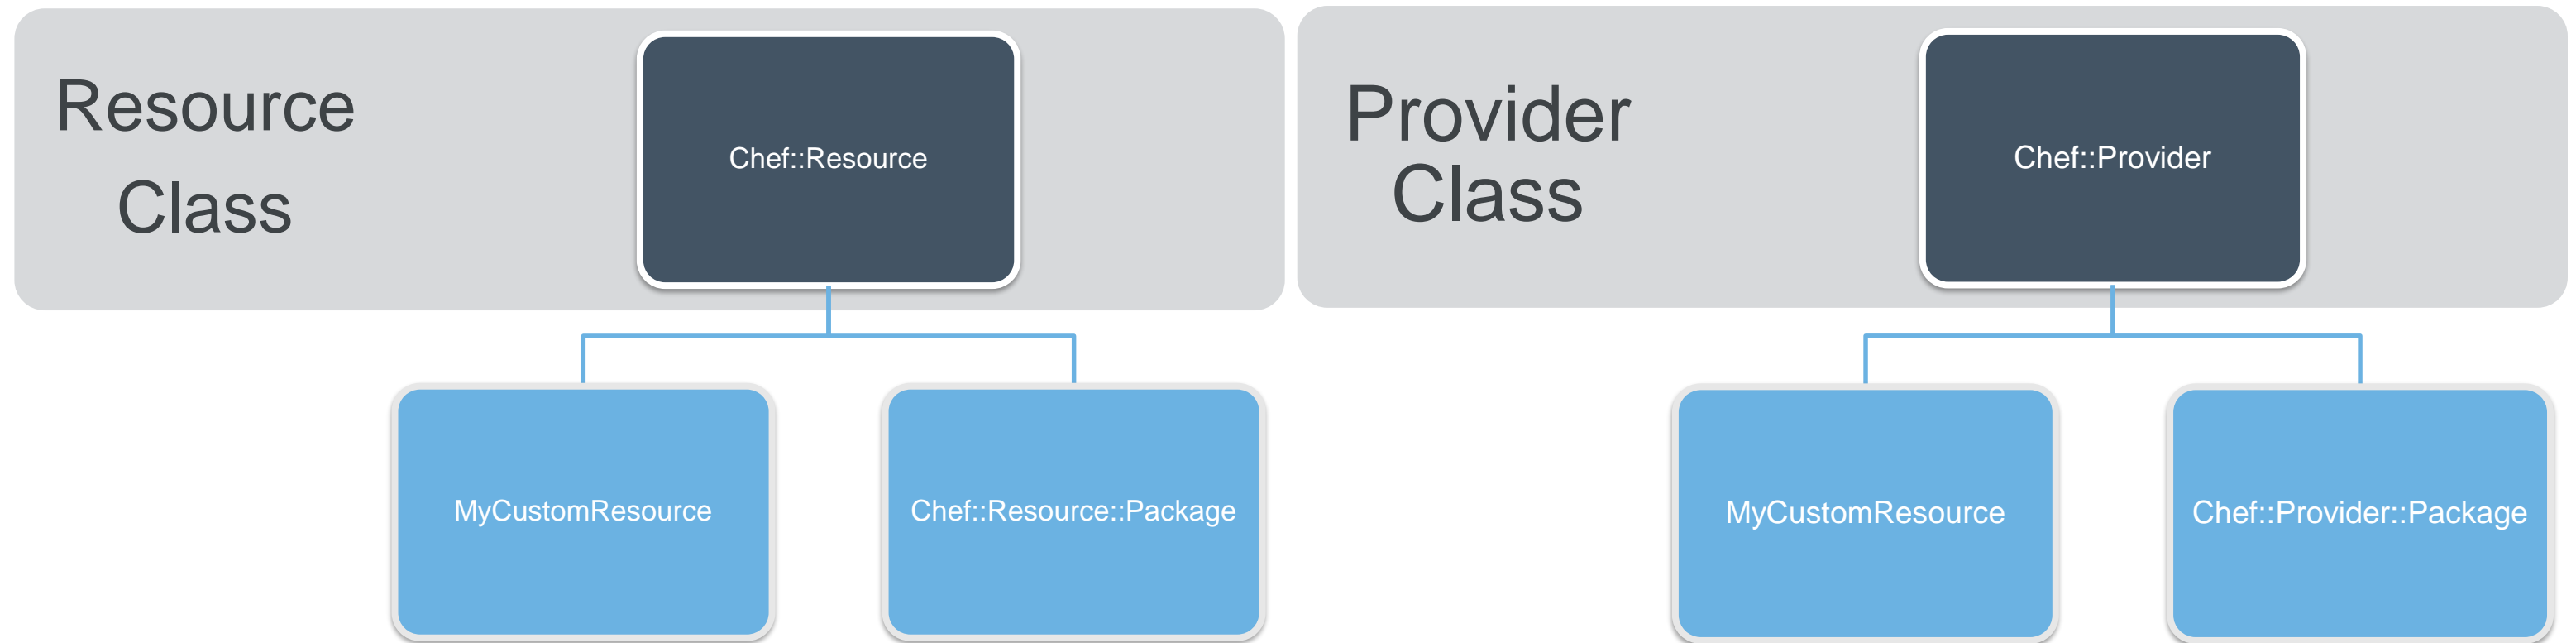 Resource
Class
Chef::Resource
MyCustomResource
Chef::Resource::Package
Provider
Class
Chef::Provider
MyCustomResource
Chef::Provider::Package